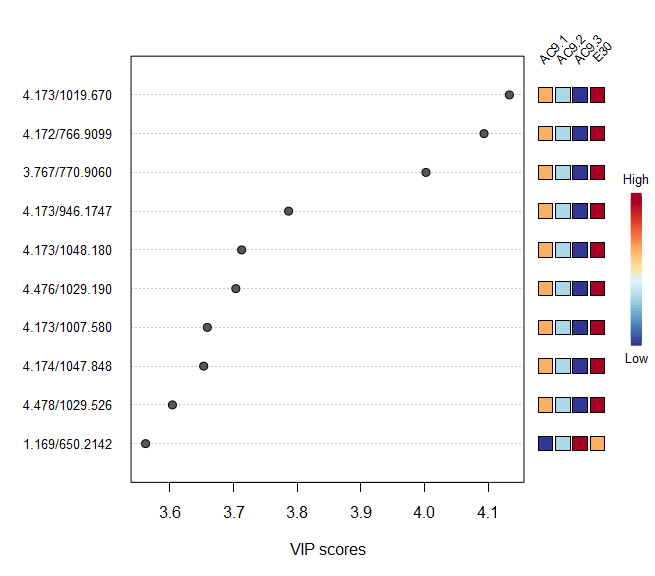 AC9.1 AC9.2 AC9.3 E30
4.173/1019.670
4.172/766.9099
3.767/770.9060
High
4.173/946.1747
4.173/1048.180
4.476/1029.190
4.173/1007.580
Low
4.174/1047.848
4.478/1029.526
1.169/650.2142
3.6 3.7 3.8 3.9 4.0 4.1
VIP scores